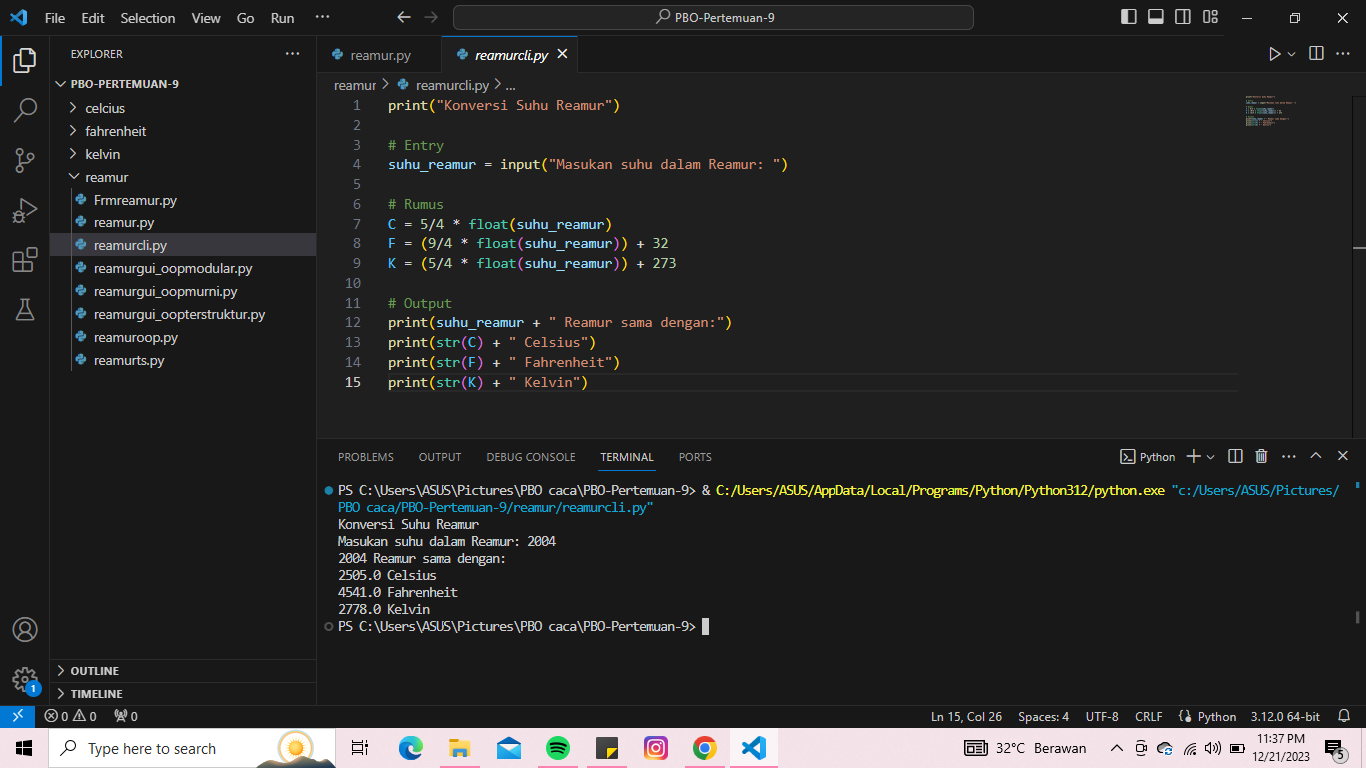 File Edit Selection View Go Run ··· PBO-Pertemuan-9
EXPLORER ···
PBO-PERTEMUAN-9
celcius
fahrenheit
kelvin
reamur
Frmreamur.py
reamur.py
reamurcli.py
reamurgui_oopmodular.py
reamurgui_oopmurni.py
reamurgui_oopterstruktur.py
reamuroop.py
reamurts.py
OUTLINE
TIMELINE
reamur.py reamurcli.py
reamur > reamurcli.py > ...
1 print("Konversi Suhu Reamur")
2
3 # Entry
4 suhu_reamur = input("Masukan suhu dalam Reamur: ")
5
6 # Rumus
7 C = 5/4 * float(suhu_reamur)
8 F = (9/4 * float(suhu_reamur)) + 32
9 K = (5/4 * float(suhu_reamur)) + 273
10
11 # Output
12 print(suhu_reamur + " Reamur sama dengan:")
13 print(str(C) + " Celsius")
14 print(str(F) + " Fahrenheit")
15 print(str(K) + " Kelvin")
PROBLEMS OUTPUT DEBUG CONSOLE TERMINAL PORTS Python
PS C:\Users\ASUS\Pictures\PBO caca\PBO-Pertemuan-9> & C:/Users/ASUS/AppData/Local/Programs/Python/Python312/python.exe "c:/Users/ASUS/Pictures/
PBO caca/PBO-Pertemuan-9/reamur/reamurcli.py"
Konversi Suhu Reamur
Masukan suhu dalam Reamur: 2004
2004 Reamur sama dengan:
2505.0 Celsius
4541.0 Fahrenheit
2778.0 Kelvin
PS C:\Users\ASUS\Pictures\PBO caca\PBO-Pertemuan-9>
1
0 0 0 Ln 15, Col 26 Spaces: 4 UTF-8 CRLF Python 3.12.0 64-bit
Type here to search 32°C Berawan 11:37 PM
12/21/2023 5